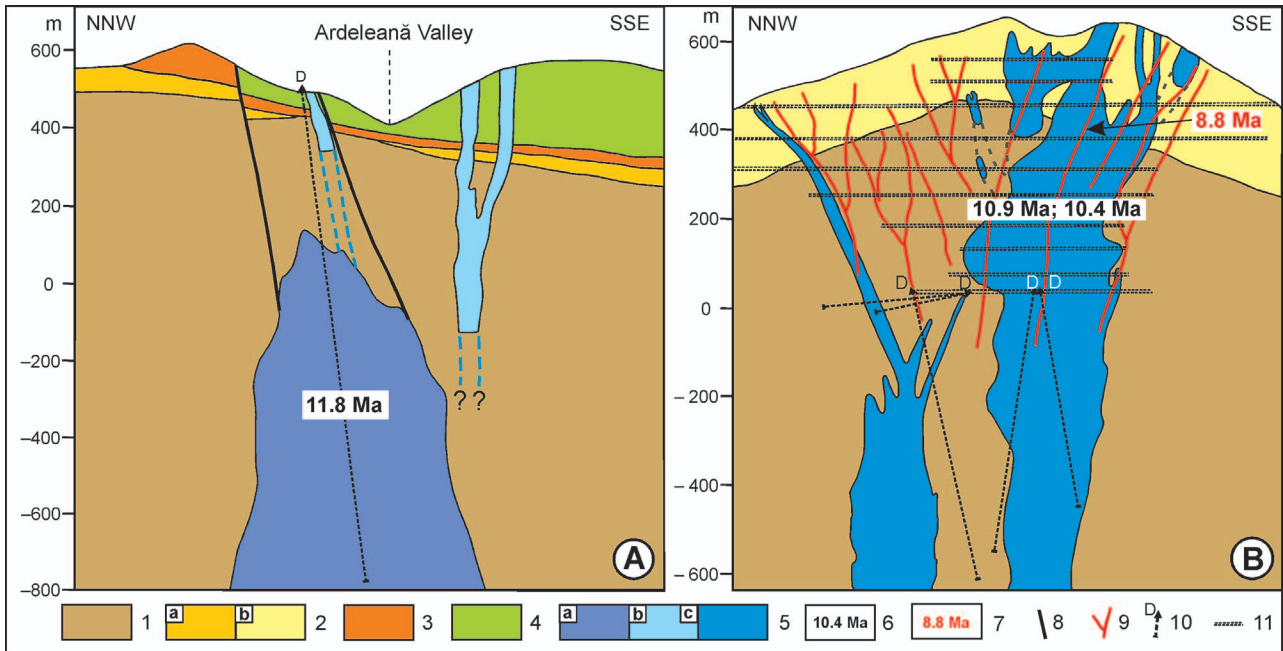 m NNW Ardeleană Valley SSE
600
400
200
0
–200
–400
–600
–800
D
11.8 Ma
? ?
A
m NNW SSE
600
400
200
0
–200
–400
–600
8.8 Ma
10.9 Ma; 10.4 Ma
D D D D
B
1 a b 2 3 4 a b c 5 10.4 Ma 6 8.8 Ma 7 8 9 D 10 11